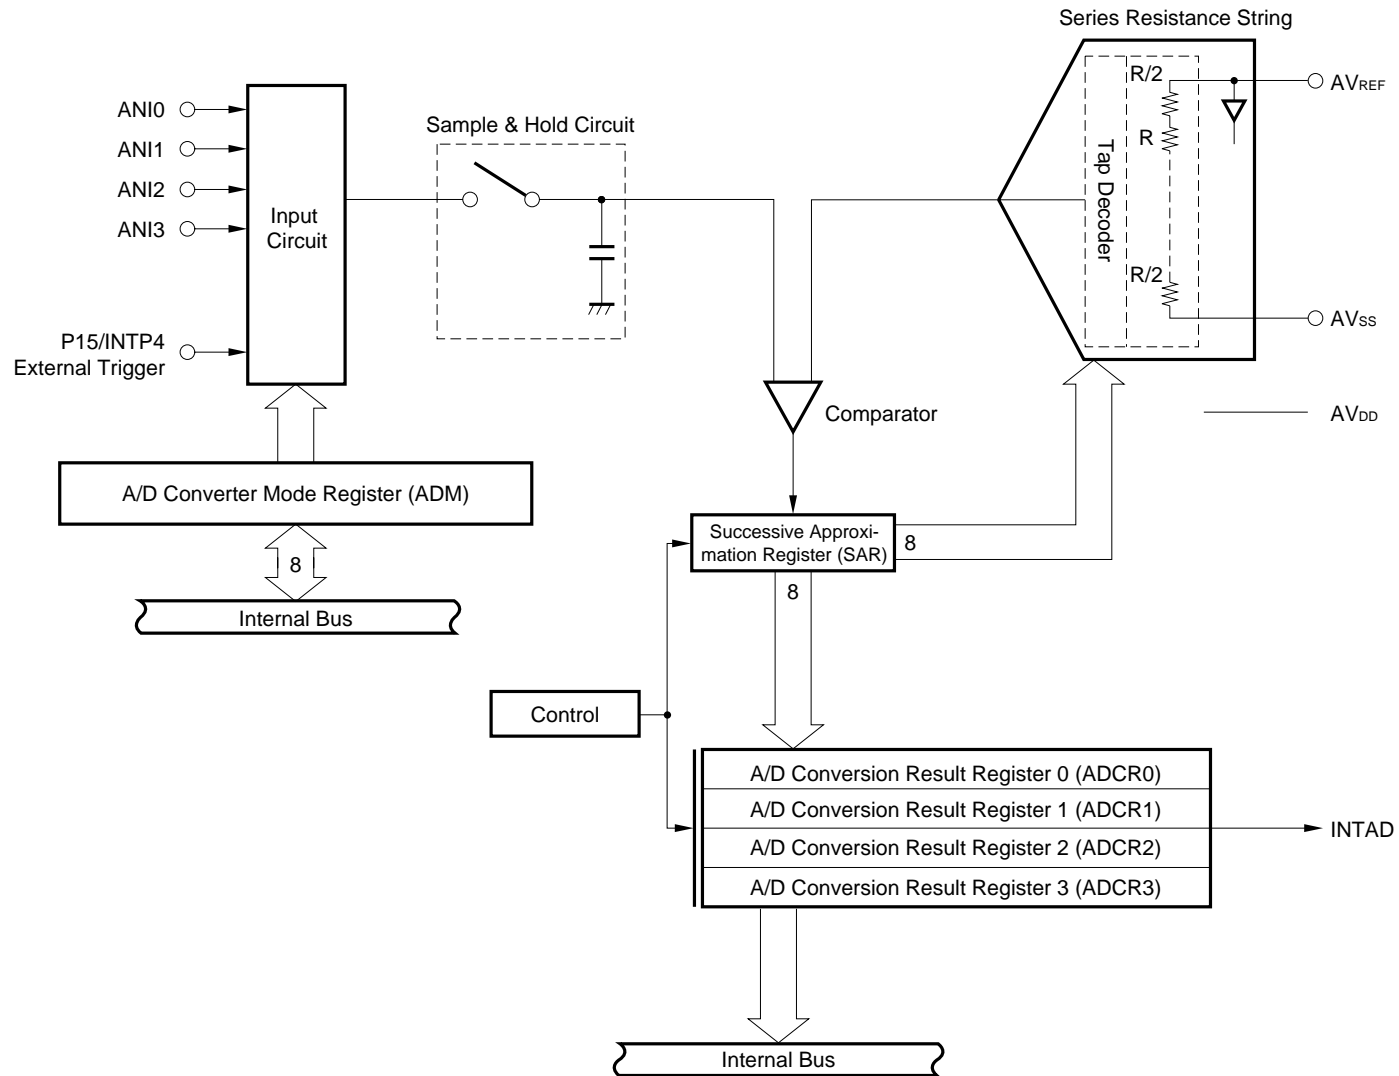 Series Resistance String
R/2
AVREF
ANI0
Sample & Hold Circuit
R
ANI1
Tap Decoder
ANI2
Input
Circuit
ANI3
R/2
AVSS
P15/INTP4
External Trigger
Comparator
AVDD
A/D Converter Mode Register (ADM)
Successive Approxi-
mation Register (SAR)
8
8
8
Internal Bus
Control
A/D Conversion Result Register 0 (ADCR0)
A/D Conversion Result Register 1 (ADCR1)
INTAD
A/D Conversion Result Register 2 (ADCR2)
A/D Conversion Result Register 3 (ADCR3)
Internal Bus